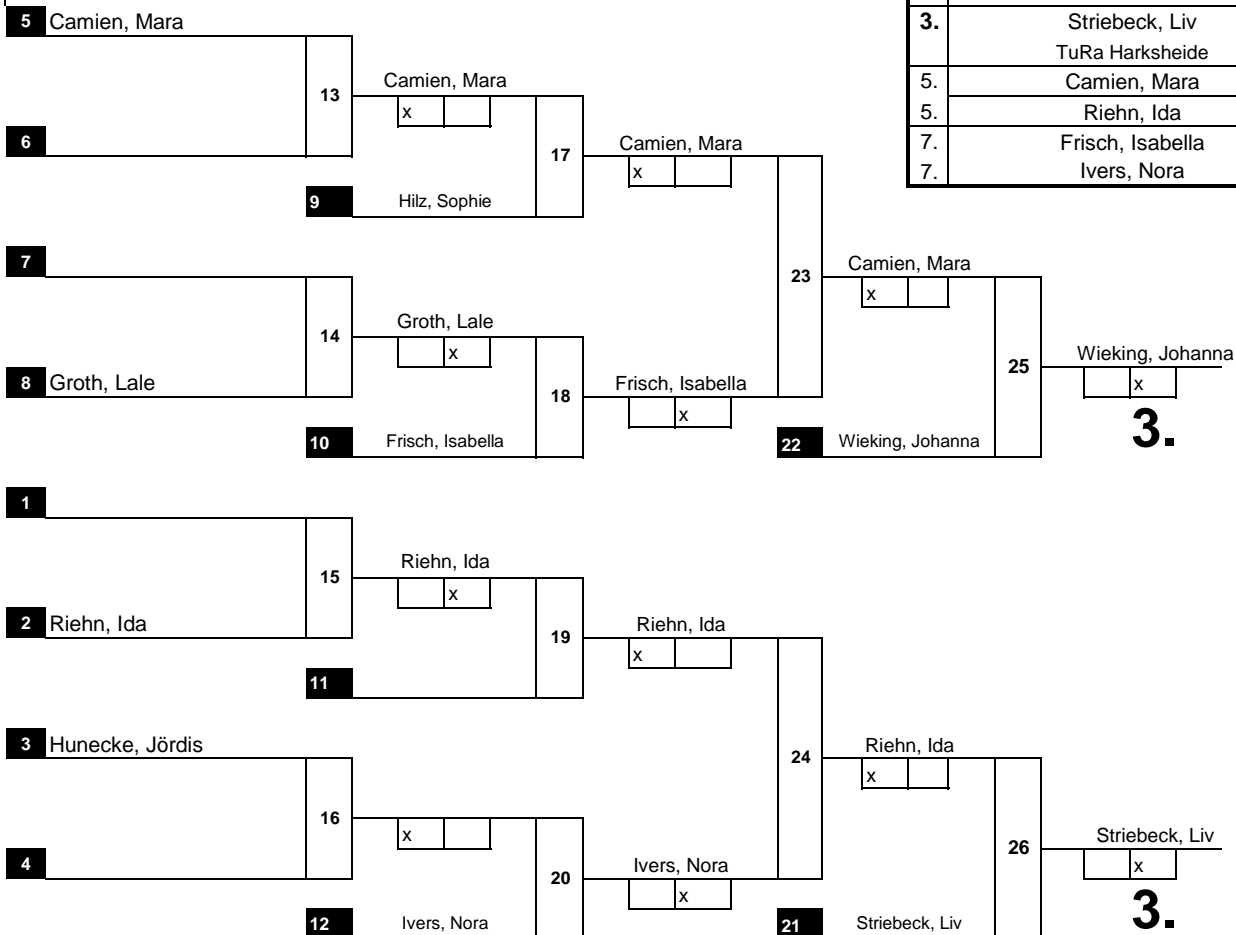 5 Camien, Mara
3. Striebeck, Liv
TuRa Harksheide
5. Camien, Mara
5. Riehn, Ida
7. Frisch, Isabella
7. Ivers, Nora
13
Camien, Mara
x
6
17
Camien, Mara
x
9 Hilz, Sophie
7
23
Camien, Mara
x
14
Groth, Lale
x
8 Groth, Lale
18
Frisch, Isabella
x
25
Wieking, Johanna
x
3.
10 Frisch, Isabella
22 Wieking, Johanna
1
15
Riehn, Ida
x
2 Riehn, Ida
19
Riehn, Ida
x
11
3 Hunecke, Jördis
24
Riehn, Ida
x
16
x
4
20
Ivers, Nora
x
26
Striebeck, Liv
x
3.
12 Ivers, Nora
21 Striebeck, Liv